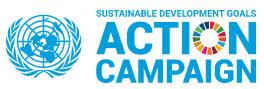 SUSTAINABLE DEVELOPMENT GOALS
ACTION
CAMPAIGN